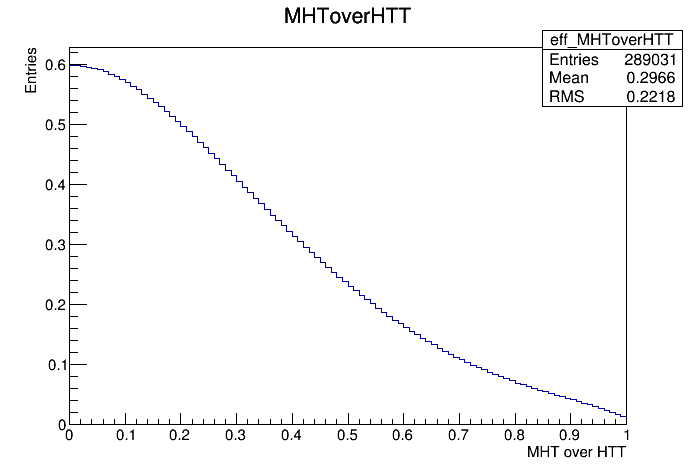 MHToverHTT
eff_MHToverHTT
Entries 289031
Mean 0.2966
RMS 0.2218
Entries
0.6
0.5
0.4
0.3
0.2
0.1
0
0 0.1 0.2 0.3 0.4 0.5 0.6 0.7 0.8 0.9 1
MHT over HTT